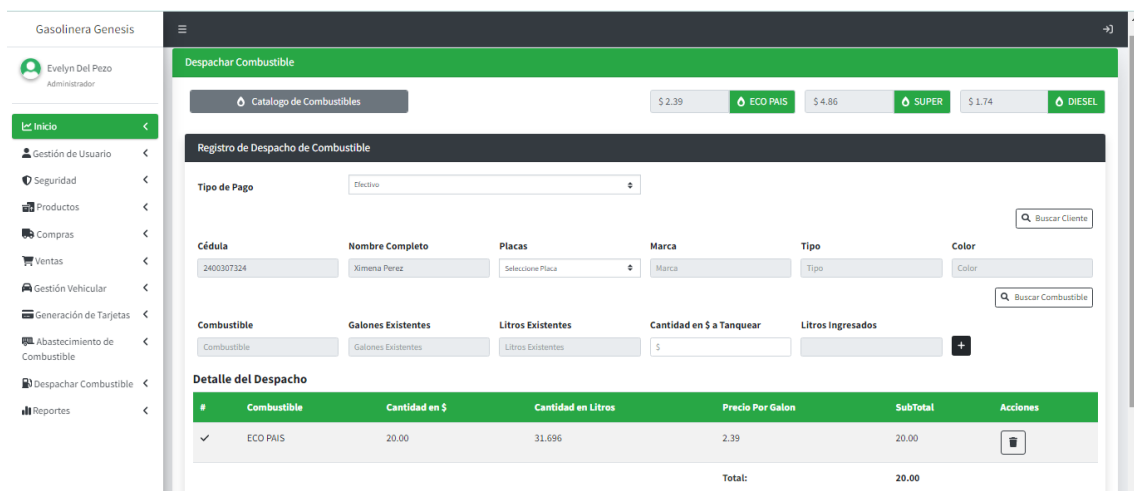 Gasolinera Genesis
Evelyn Del Pezo
Administrador
Inicio
Gestión de Usuario
Seguridad
Productos
Compras
Ventas
Gestión Vehicular
Generación de Tarjetas
Abastecimiento de
Combustible
Despachar Combustible
Reportes
Despachar Combustible
Catalogo de Combustibles
$ 2.39 ECO PAIS $ 4.86 SUPER $ 1.74 DIESEL
Registro de Despacho de Combustible
Tipo de Pago Efectivo
Buscar Cliente
Cédula Nombre Completo Placas Marca Tipo Color
2400307324 Ximena Perez Seleccione Placa Marca Tipo Color
Buscar Combustible
Combustible Galones Existentes Litros Existentes Cantidad en $ a Tanquear Litros Ingresados
Combustible Galones Existentes Litros Existentes $ +
Detalle del Despacho
# Combustible Cantidad en $ Cantidad en Litros Precio Por Galon SubTotal Acciones
ECO PAIS 20.00 31.696 2.39 20.00
Total: 20.00